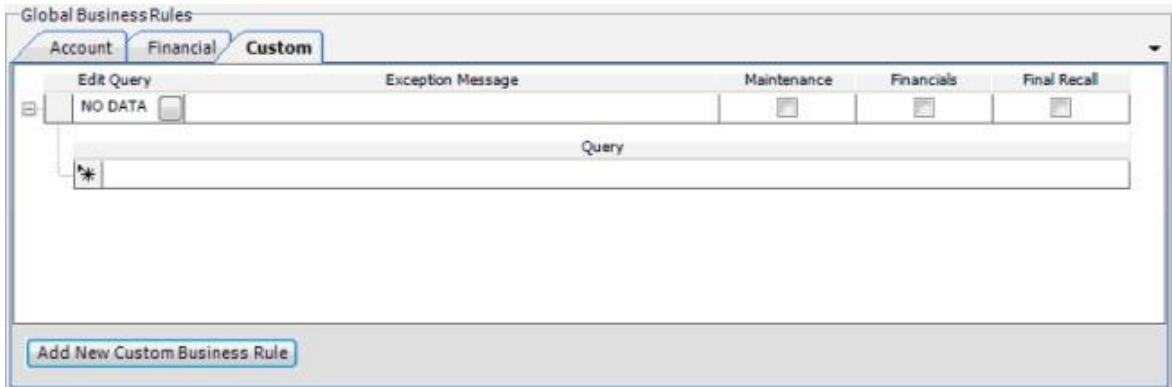 Global Business Rules
Account Financial Custom
Edit Query Exception Message Maintenance Financials Final Recall
NO DATA
Query
Add New Custom Business Rule